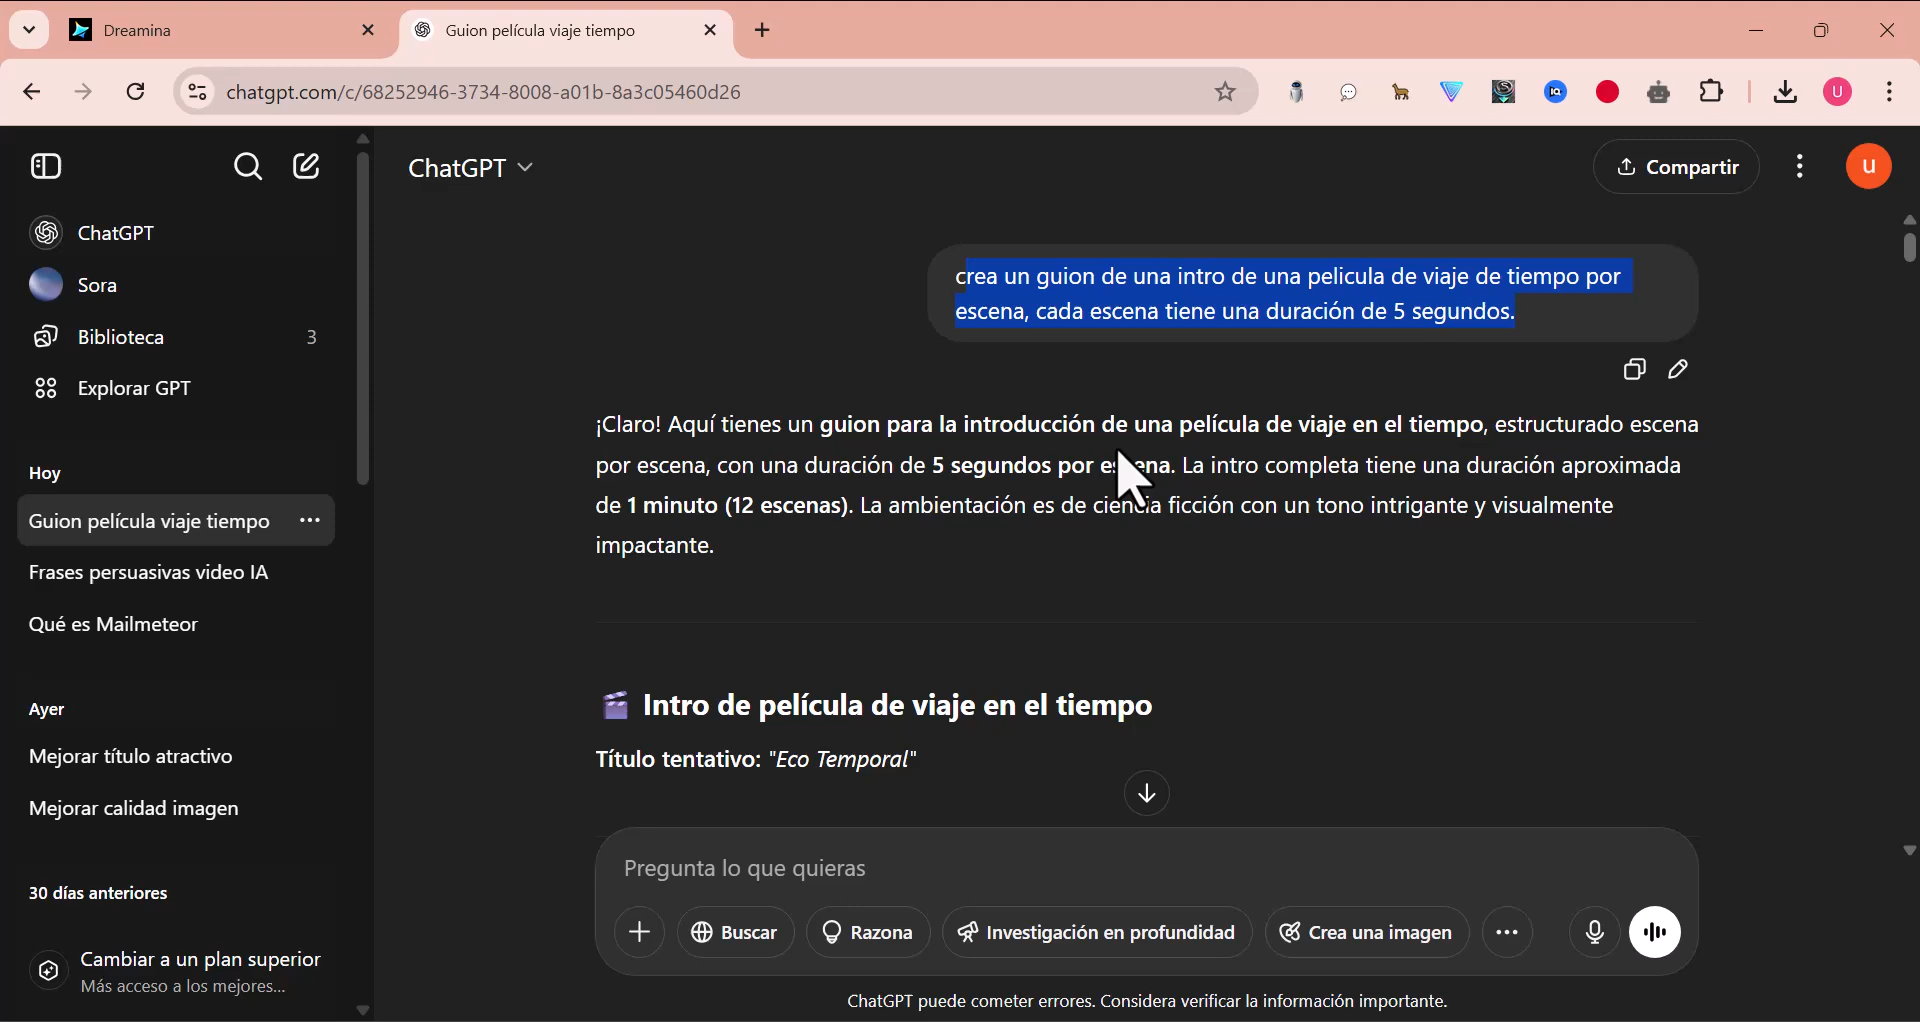 Dreamina
Guion película viaje tiempo
chatgpt.com/c/68252946-3734-8008-a01b-8a3c05460d26
U
ChatGPT
Compartir
u
ChatGPT
Sora
Biblioteca 3
Explorar GPT
Hoy
Guion película viaje tiempo
Frases persuasivas video IA
Qué es Mailmeteor
Ayer
Mejorar título atractivo
Mejorar calidad imagen
30 días anteriores
Cambiar a un plan superior
Más acceso a los mejores...
crea un guion de una intro de una pelicula de viaje de tiempo por
escena, cada escena tiene una duración de 5 segundos.
¡Claro! Aquí tienes un guion para la introducción de una película de viaje en el tiempo, estructurado escena
por escena, con una duración de 5 segundos por escena. La intro completa tiene una duración aproximada
de 1 minuto (12 escenas). La ambientación es de ciencia ficción con un tono intrigante y visualmente
impactante.
Intro de película de viaje en el tiempo
Título tentativo: "Eco Temporal"
Pregunta lo que quieras
Buscar
Razona
Investigación en profundidad
Crea una imagen
ChatGPT puede cometer errores. Considera verificar la información importante.